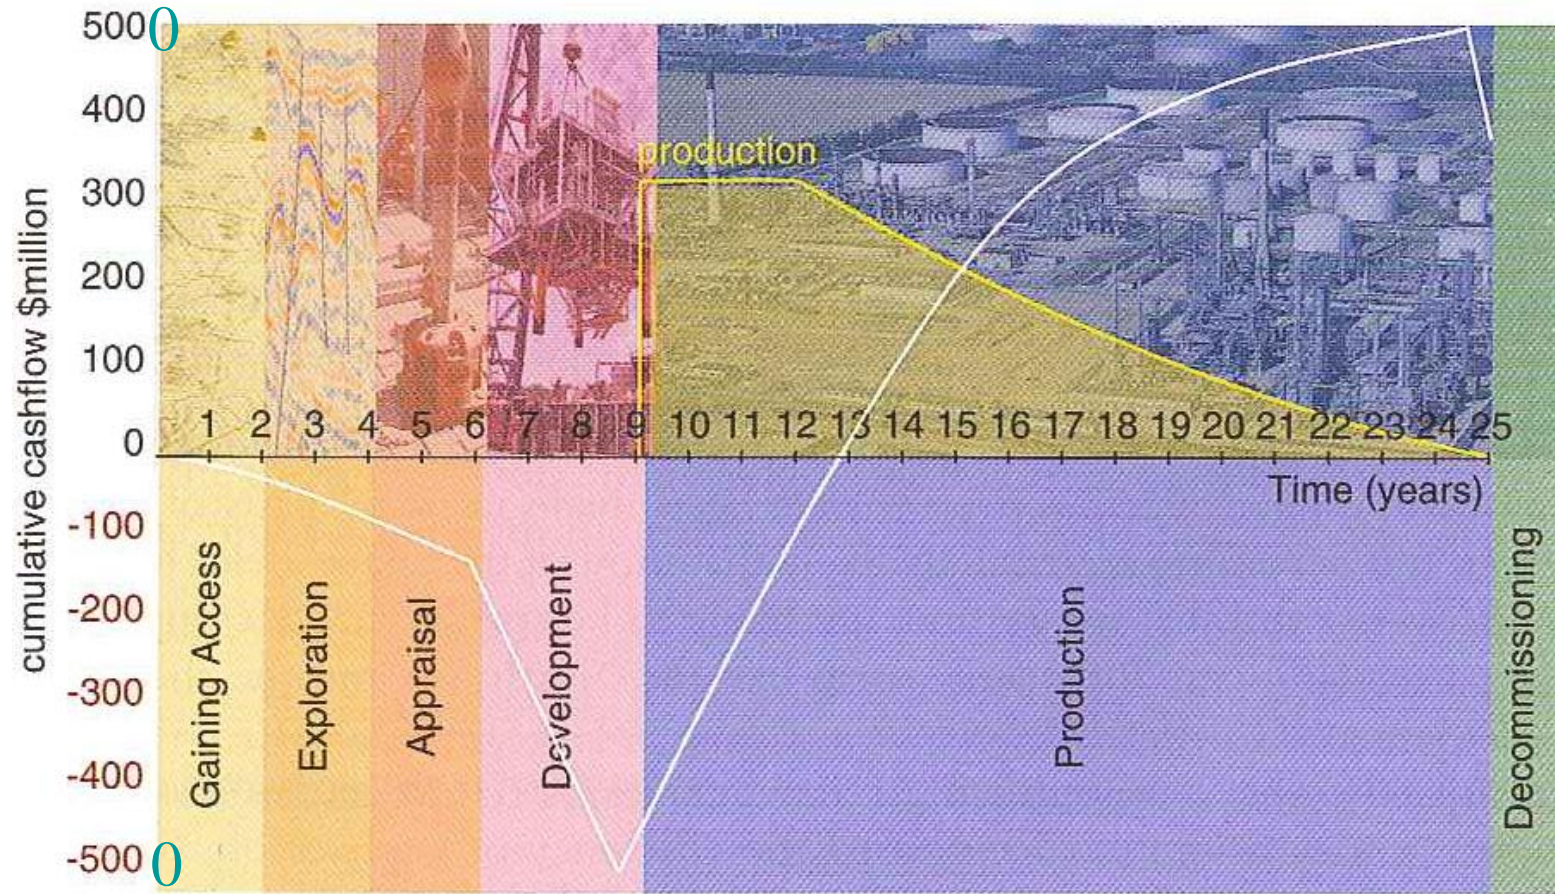 5000
400
300
200
100
0
-100
-200
-300
-400
-5000
cumulative cashflow $million
production
1 2 3 4 5 6 7 8 9 10 11 12 13 14 15 16 17 18 19 20 21 22 23 24 25
Time (years)
Gaining Access
Exploration
Appraisal
Development
Production
Decommissioning